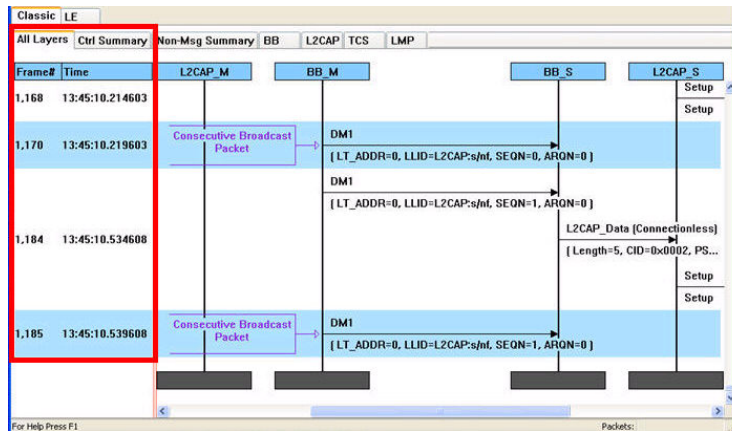 Classic LE
All Layers Ctrl Summary Non-Msg Summary BB L2CAP TCS LMP
Frame# Time L2CAP_M BB_M BB_S L2CAP_S
Setup
1,168 13:45:10.214603
Setup
Consecutive Broadcast Packet
DM1
1,170 13:45:10.219603
( LT_ADDR=0, LLID=L2CAP:s/nf, SEQN=0, ARQN=0 )
DM1
( LT_ADDR=0, LLID=L2CAP:s/nf, SEQN=1, ARQN=0 )
L2CAP_Data (Connectionless)
1,184 13:45:10.534608
( Length=5, CID=0x0002, PS...
Setup
Setup
Consecutive Broadcast Packet
DM1
1,185 13:45:10.539608
( LT_ADDR=0, LLID=L2CAP:s/nf, SEQN=1, ARQN=0 )
For Help Press F1 Packets: